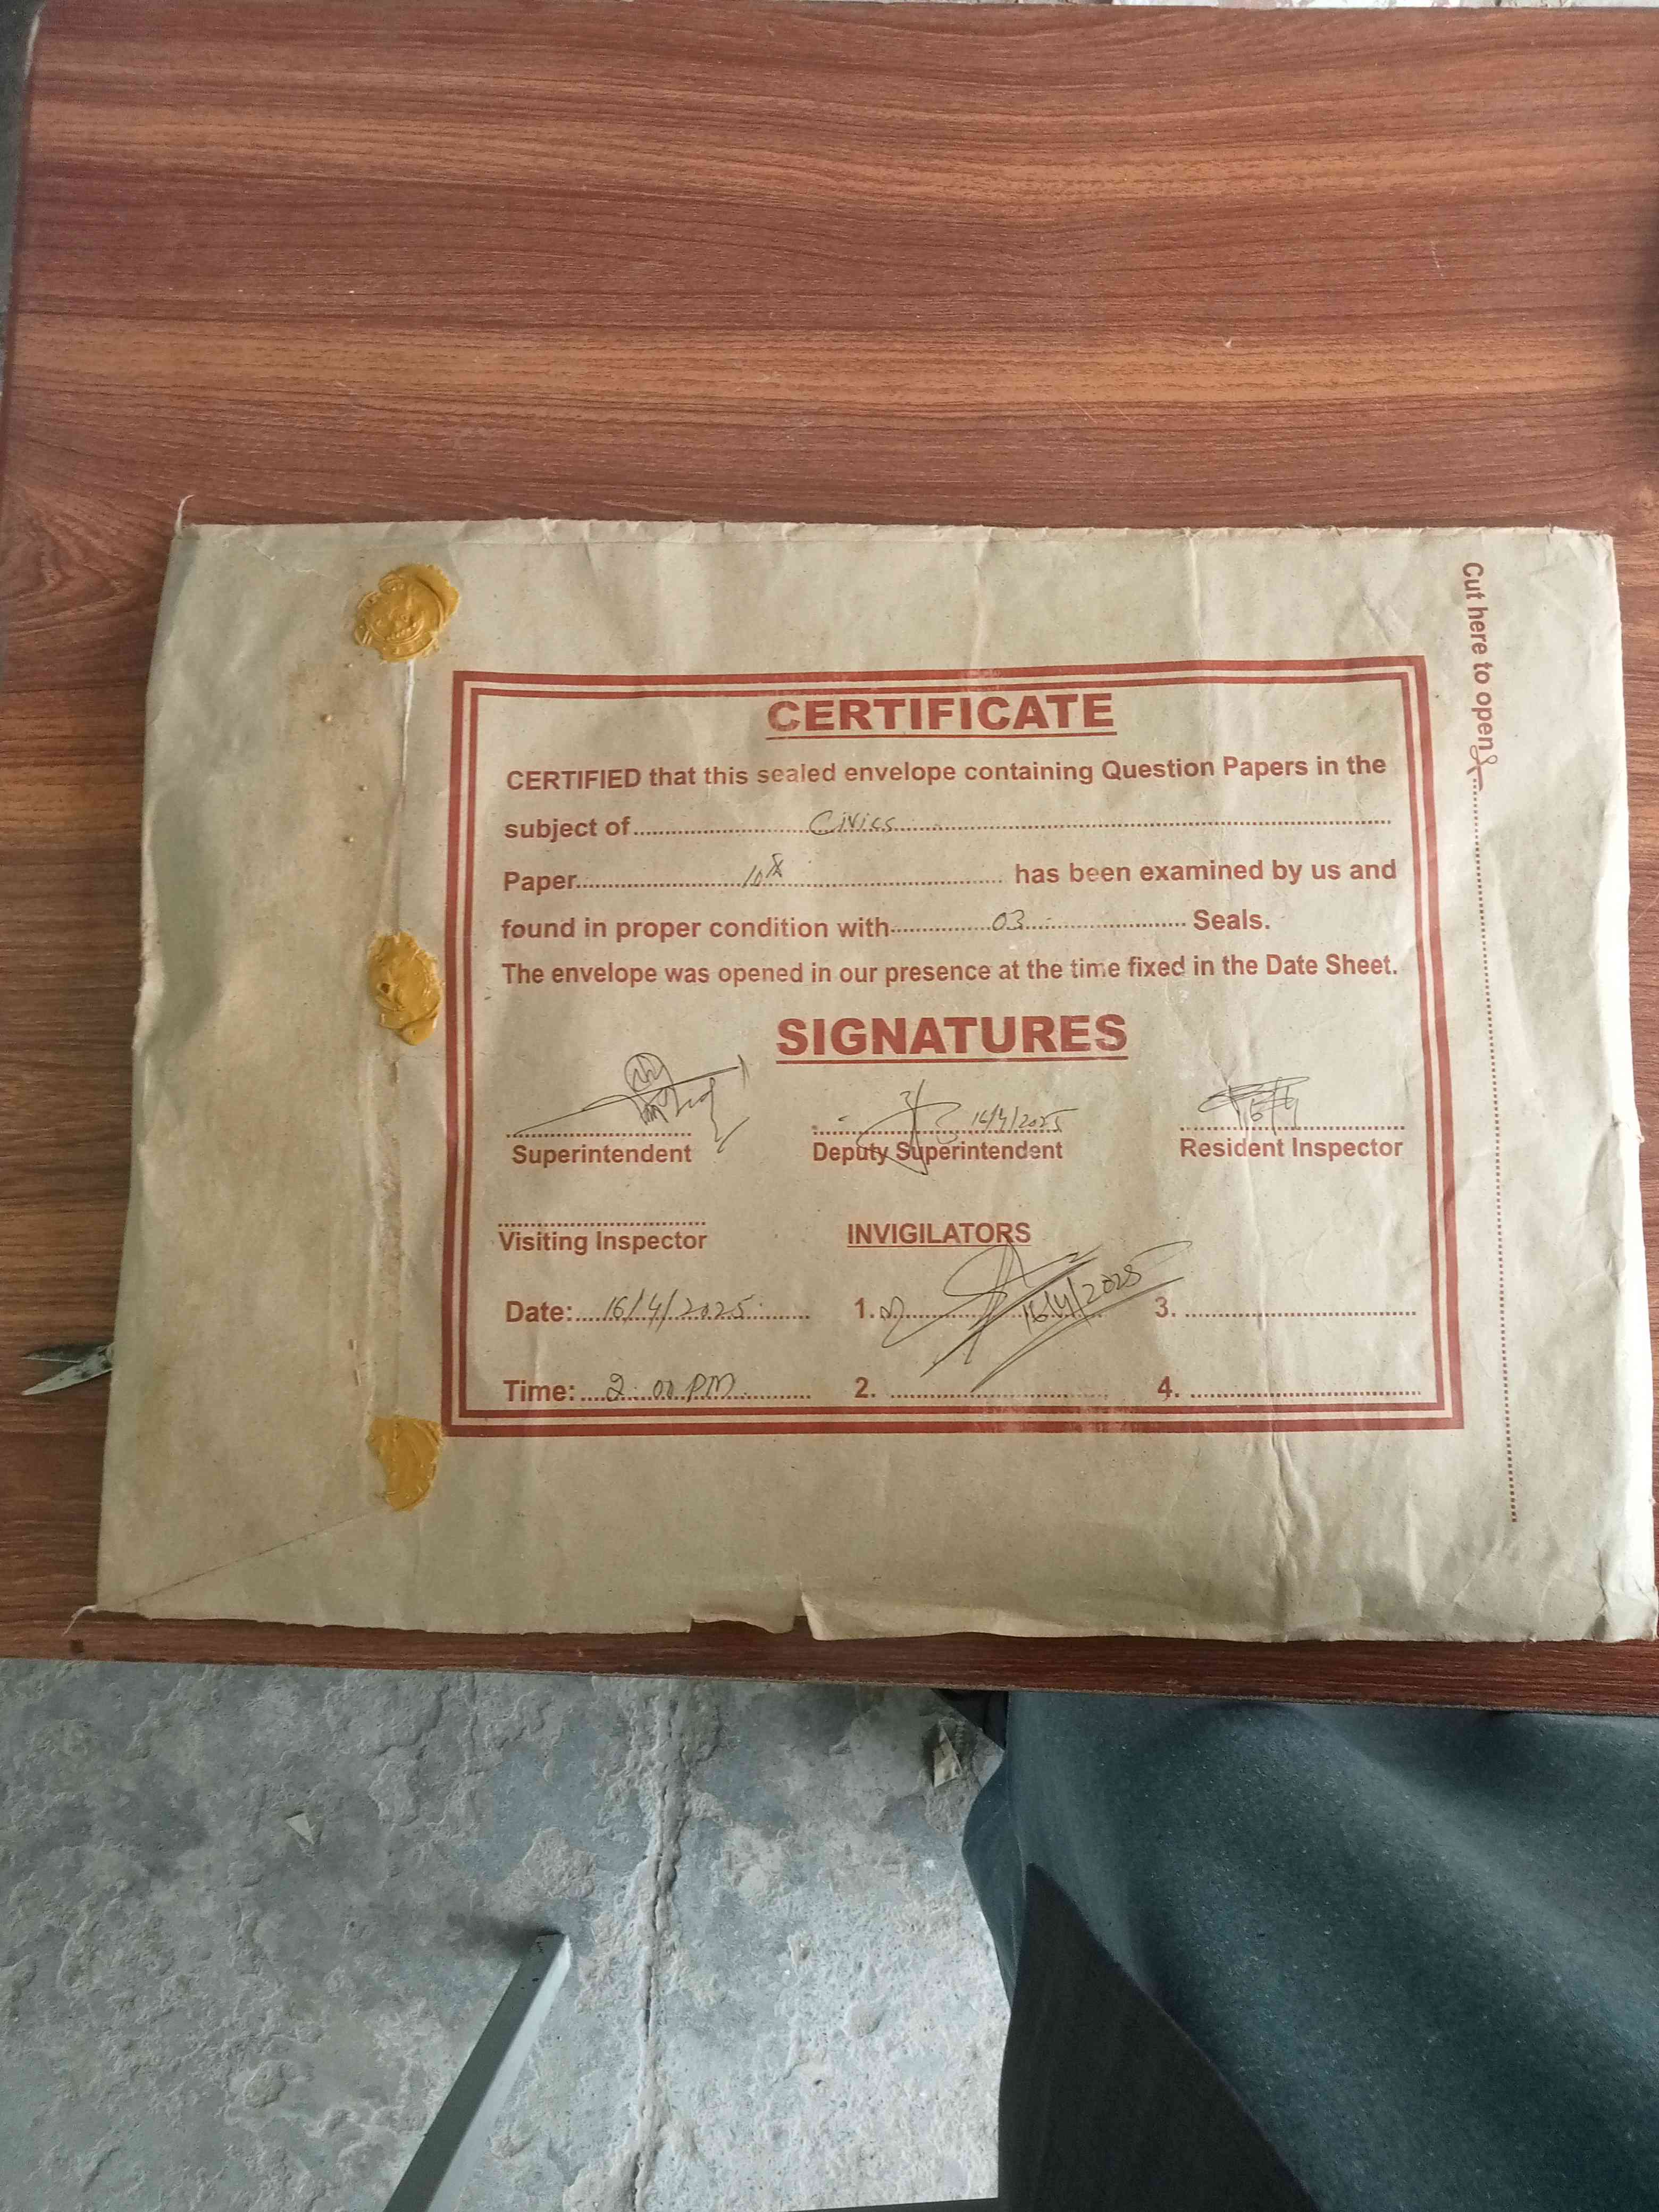 Cut here to open
CERTIFICATE
CERTIFIED that this sealed envelope containing Question Papers in the
subject of Civics
Paper 10th has been examined by us and
found in proper condition with 03 Seals.
The envelope was opened in our presence at the time fixed in the Date Sheet.
SIGNATURES
16/4/2025
Superintendent Deputy Superintendent Resident Inspector
Visiting Inspector INVIGILATORS
Date: 16/4/2025 1. 16/4/2025 3.
Time: 2:00 PM 2. 4.